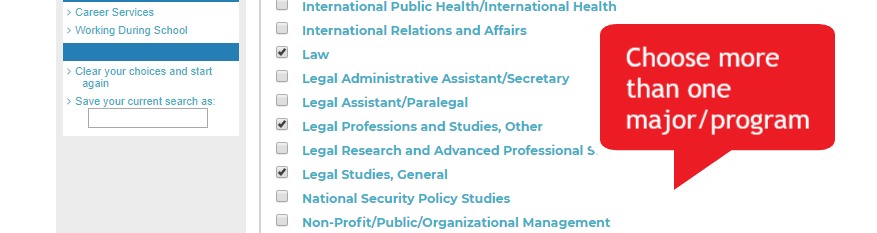 Career Services
Working During School
Clear your choices and start
again
Save your current search as:
International Public Health/International Health
International Relations and Affairs
Law
Legal Administrative Assistant/Secretary
Legal Assistant/Paralegal
Legal Professions and Studies, Other
Legal Research and Advanced Professional
Legal Studies, General
National Security Policy Studies
Non-Profit/Public/Organizational Management
Choose more
than one
major/program